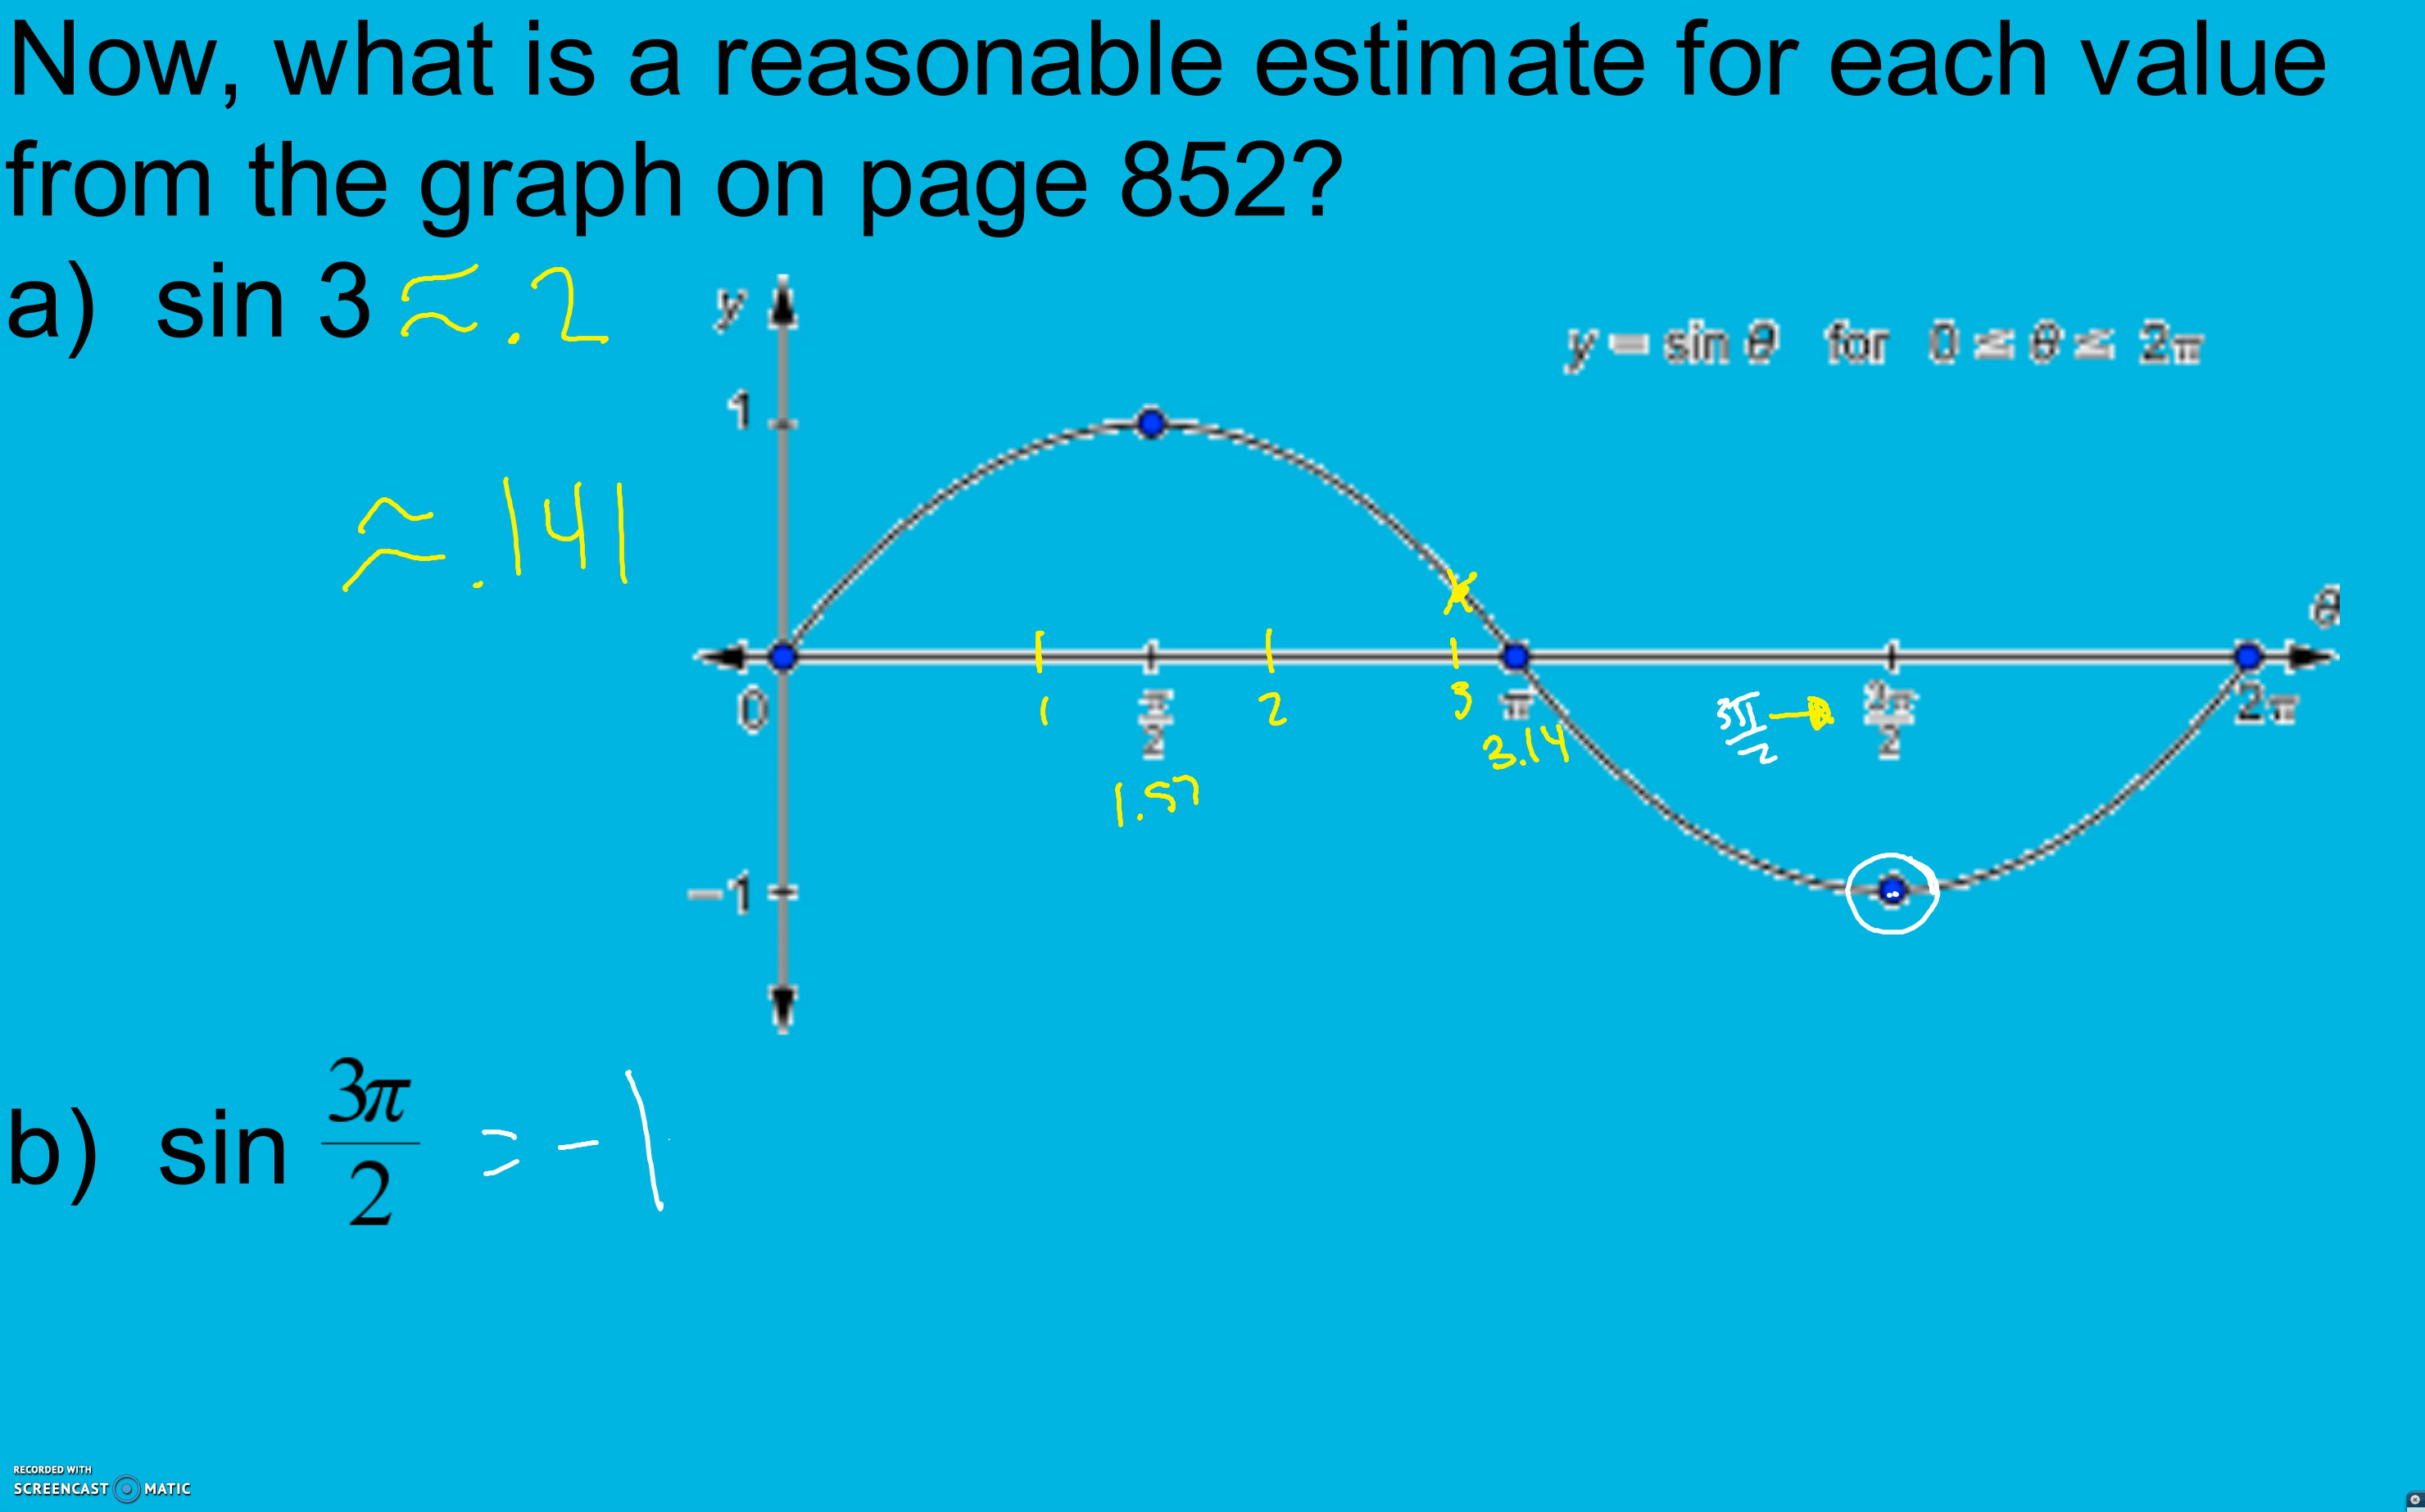 Now, what is a reasonable estimate for each value
from the graph on page 852?
a) sin 3 ≈ .2
y
y = sin θ for 0 ≤ θ ≤ 2π
1
≈ .141
θ
0
1
π/2
2
3
π
3π/2
3π/2
2π
3.14
1.57
−1
b) sin 3π/2 = -1
RECORDED WITH
SCREENCAST MATIC